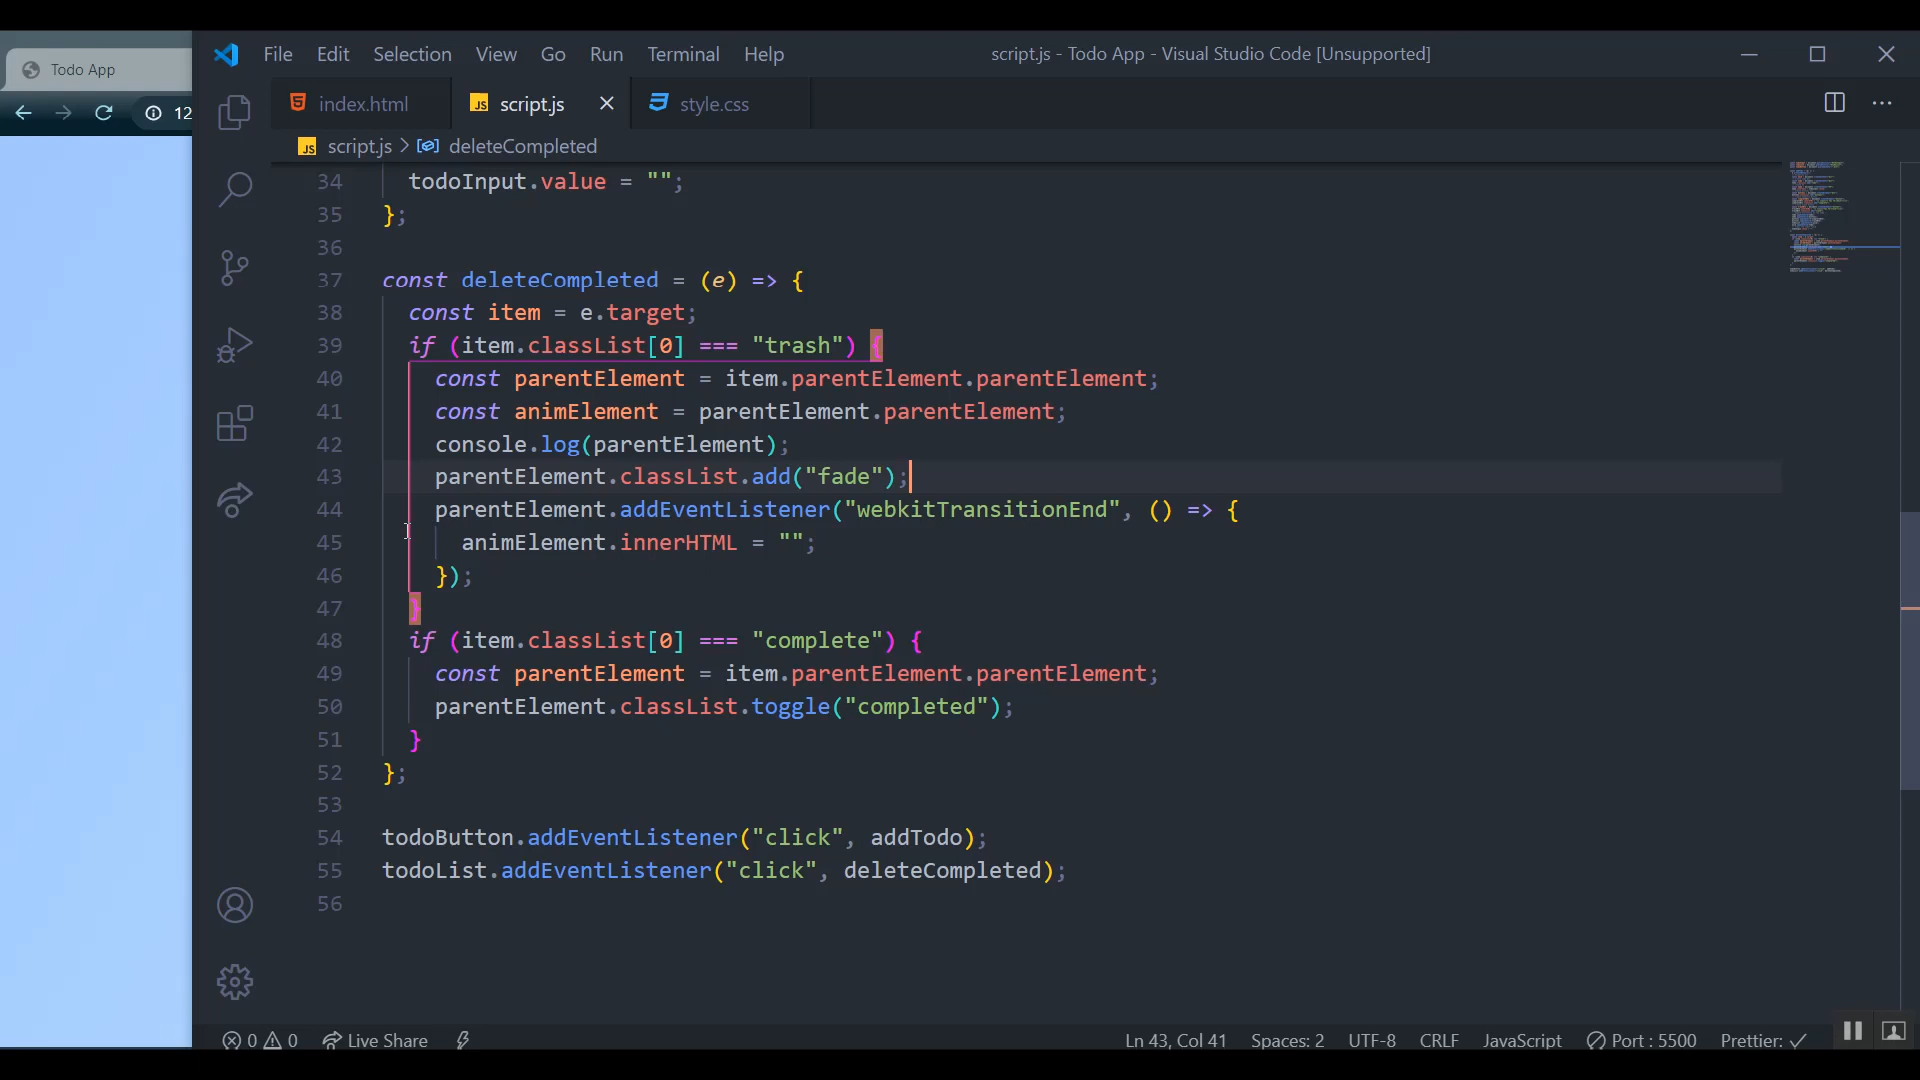 Todo App
12
File Edit Selection View Go Run Terminal Help
script.js - Todo App - Visual Studio Code [Unsupported]
index.html
JS script.js
style.css
JS script.js > deleteCompleted
34 todoInput.value = "";
35 };
36
37 const deleteCompleted = (e) => {
38 const item = e.target;
39 if (item.classList[0] === "trash") {
40 const parentElement = item.parentElement.parentElement;
41 const animElement = parentElement.parentElement;
42 console.log(parentElement);
43 parentElement.classList.add("fade");
44 parentElement.addEventListener("webkitTransitionEnd", () => {
45 animElement.innerHTML = "";
46 });
47 }
48 if (item.classList[0] === "complete") {
49 const parentElement = item.parentElement.parentElement;
50 parentElement.classList.toggle("completed");
51 }
52 };
53
54 todoButton.addEventListener("click", addTodo);
55 todoList.addEventListener("click", deleteCompleted);
56
0 0 Live Share Ln 43, Col 41 Spaces: 2 UTF-8 CRLF JavaScript Port : 5500 Prettier: ✓